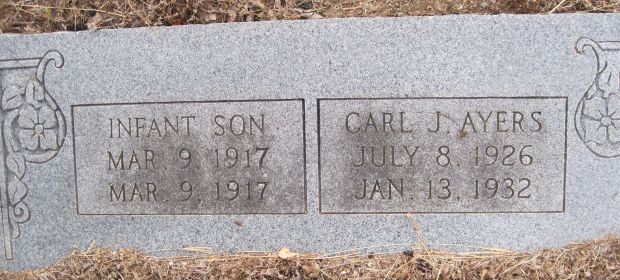 INFANT SON
MAR 9, 1917
MAR 9, 1917
CARL J. AYERS
JULY 8, 1926
JAN. 13, 1932